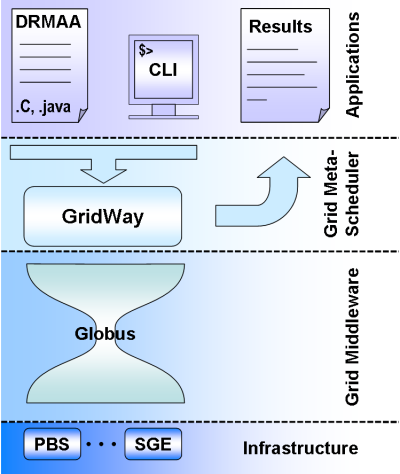 DRMAA
.C, .java
$>
CLI
Results
Applications
GridWay
Grid Meta-
Scheduler
Globus
Grid Middleware
PBS
SGE
Infrastructure